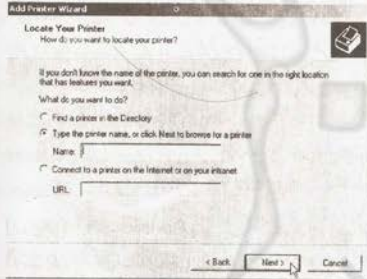 Add Printer Wizard
Locate Your Printer
How do you want to locate your printer?
If you don't know the name of the printer, you can search for one in the right location
that has features you want.
What do you want to do?
Find a printer in the Directory
Type the printer name, or click Next to browse for a printer
Name:
Connect to a printer on the Internet or on your intranet
URL:
< Back
Next >
Cancel